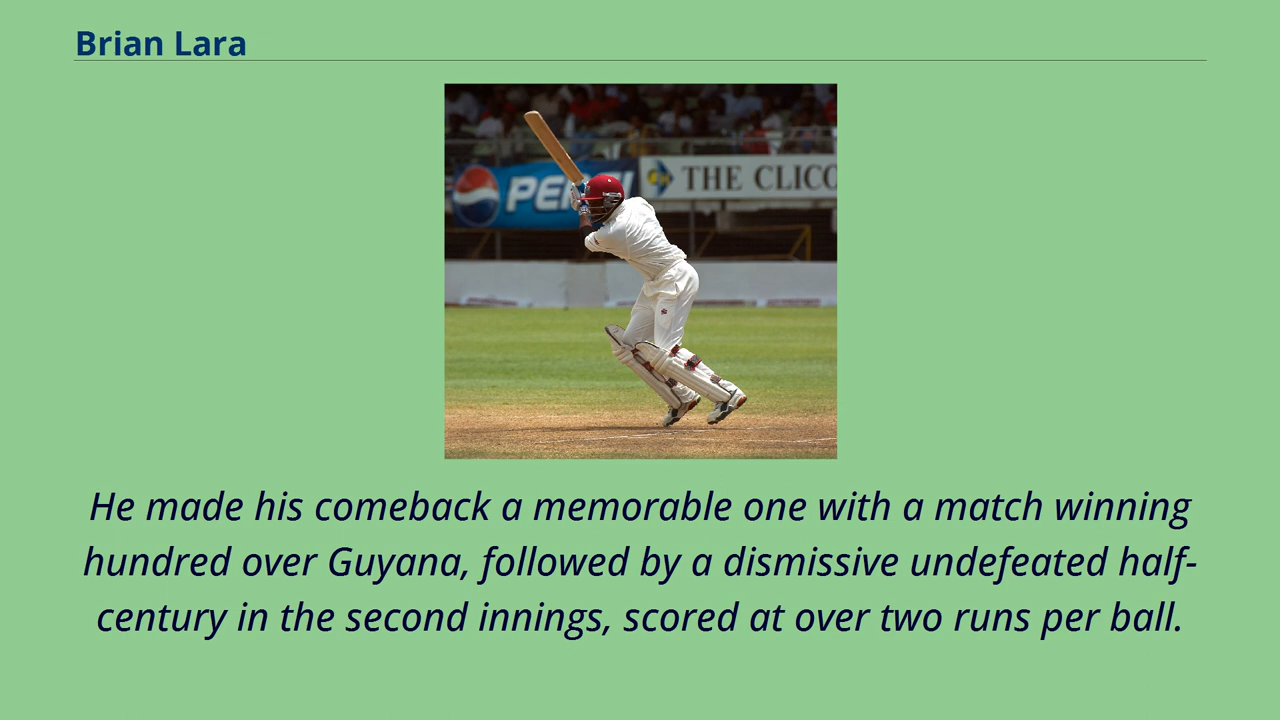 Brian Lara
PEPSI
THE CLICO
He made his comeback a memorable one with a match winning
hundred over Guyana, followed by a dismissive undefeated half-
century in the second innings, scored at over two runs per ball.